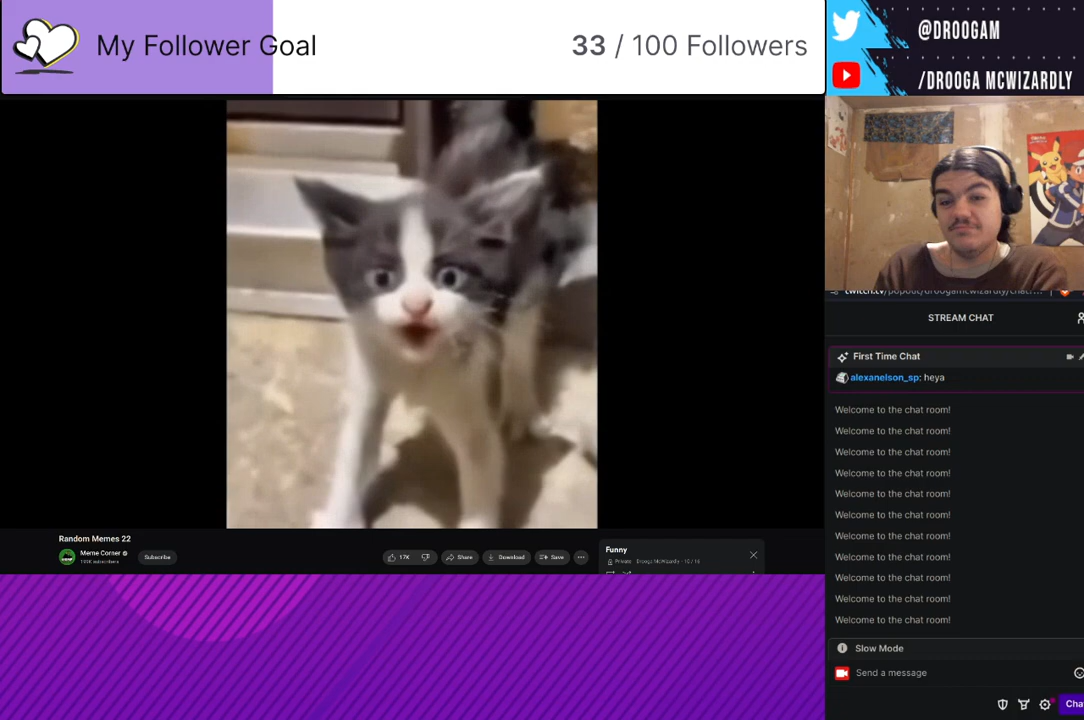 My Follower Goal
33 / 100 Followers
@DROOGAM
/DROOGA MCWIZARDLY
STREAM CHAT
First Time Chat
alexanelson_sp: heya
Welcome to the chat room!
Welcome to the chat room!
Welcome to the chat room!
Welcome to the chat room!
Welcome to the chat room!
Welcome to the chat room!
Welcome to the chat room!
Welcome to the chat room!
Welcome to the chat room!
Welcome to the chat room!
Welcome to the chat room!
Slow Mode
Send a message
Cha
Random Memes 22
Meme Corner
Subscribe
17K
Share
Download
Save
Funny
Private Drooga McWizardly